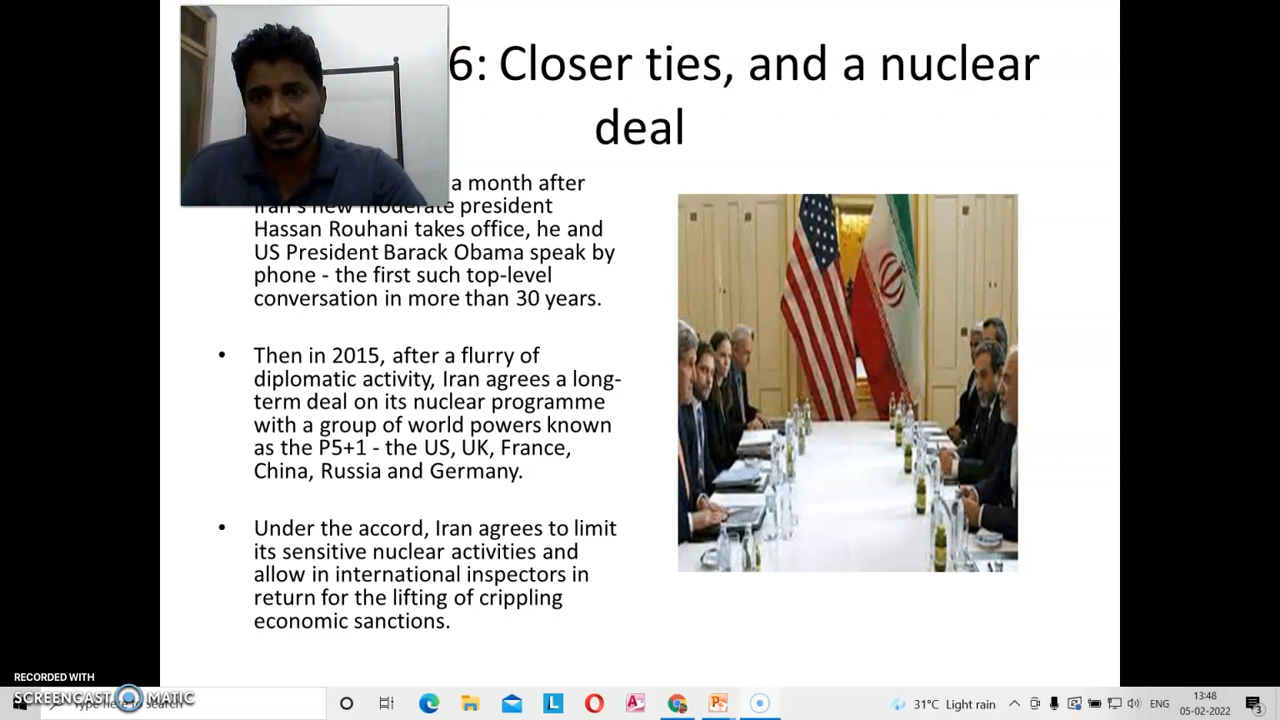 6: Closer ties, and a nuclear
deal
a month after
Iran's new moderate president
Hassan Rouhani takes office, he and
US President Barack Obama speak by
phone - the first such top-level
conversation in more than 30 years.
• Then in 2015, after a flurry of
diplomatic activity, Iran agrees a long-
term deal on its nuclear programme
with a group of world powers known
as the P5+1 - the US, UK, France,
China, Russia and Germany.
• Under the accord, Iran agrees to limit
its sensitive nuclear activities and
allow in international inspectors in
return for the lifting of crippling
economic sanctions.
RECORDED WITH
SCREENCAST MATIC
Type here to search
L
31°C Light rain
ENG
13:48
05-02-2022
3